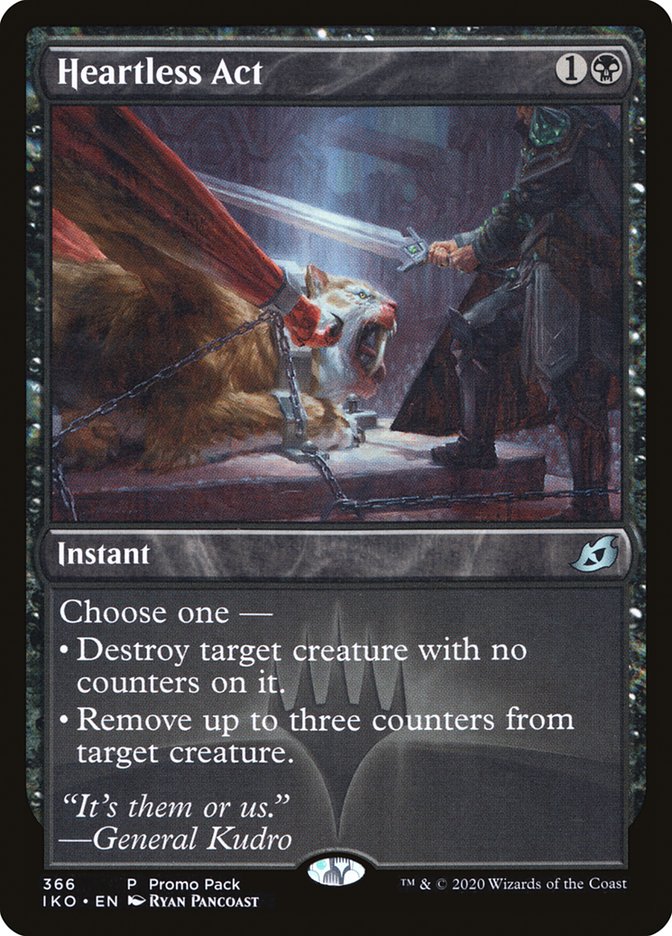 Heartless Act 1
Instant
Choose one —
• Destroy target creature with no
counters on it.
• Remove up to three counters from
target creature.
“It’s them or us.”
—General Kudro
366 P Promo Pack
IKO • EN Ryan Pancoast
™ & © 2020 Wizards of the Coast